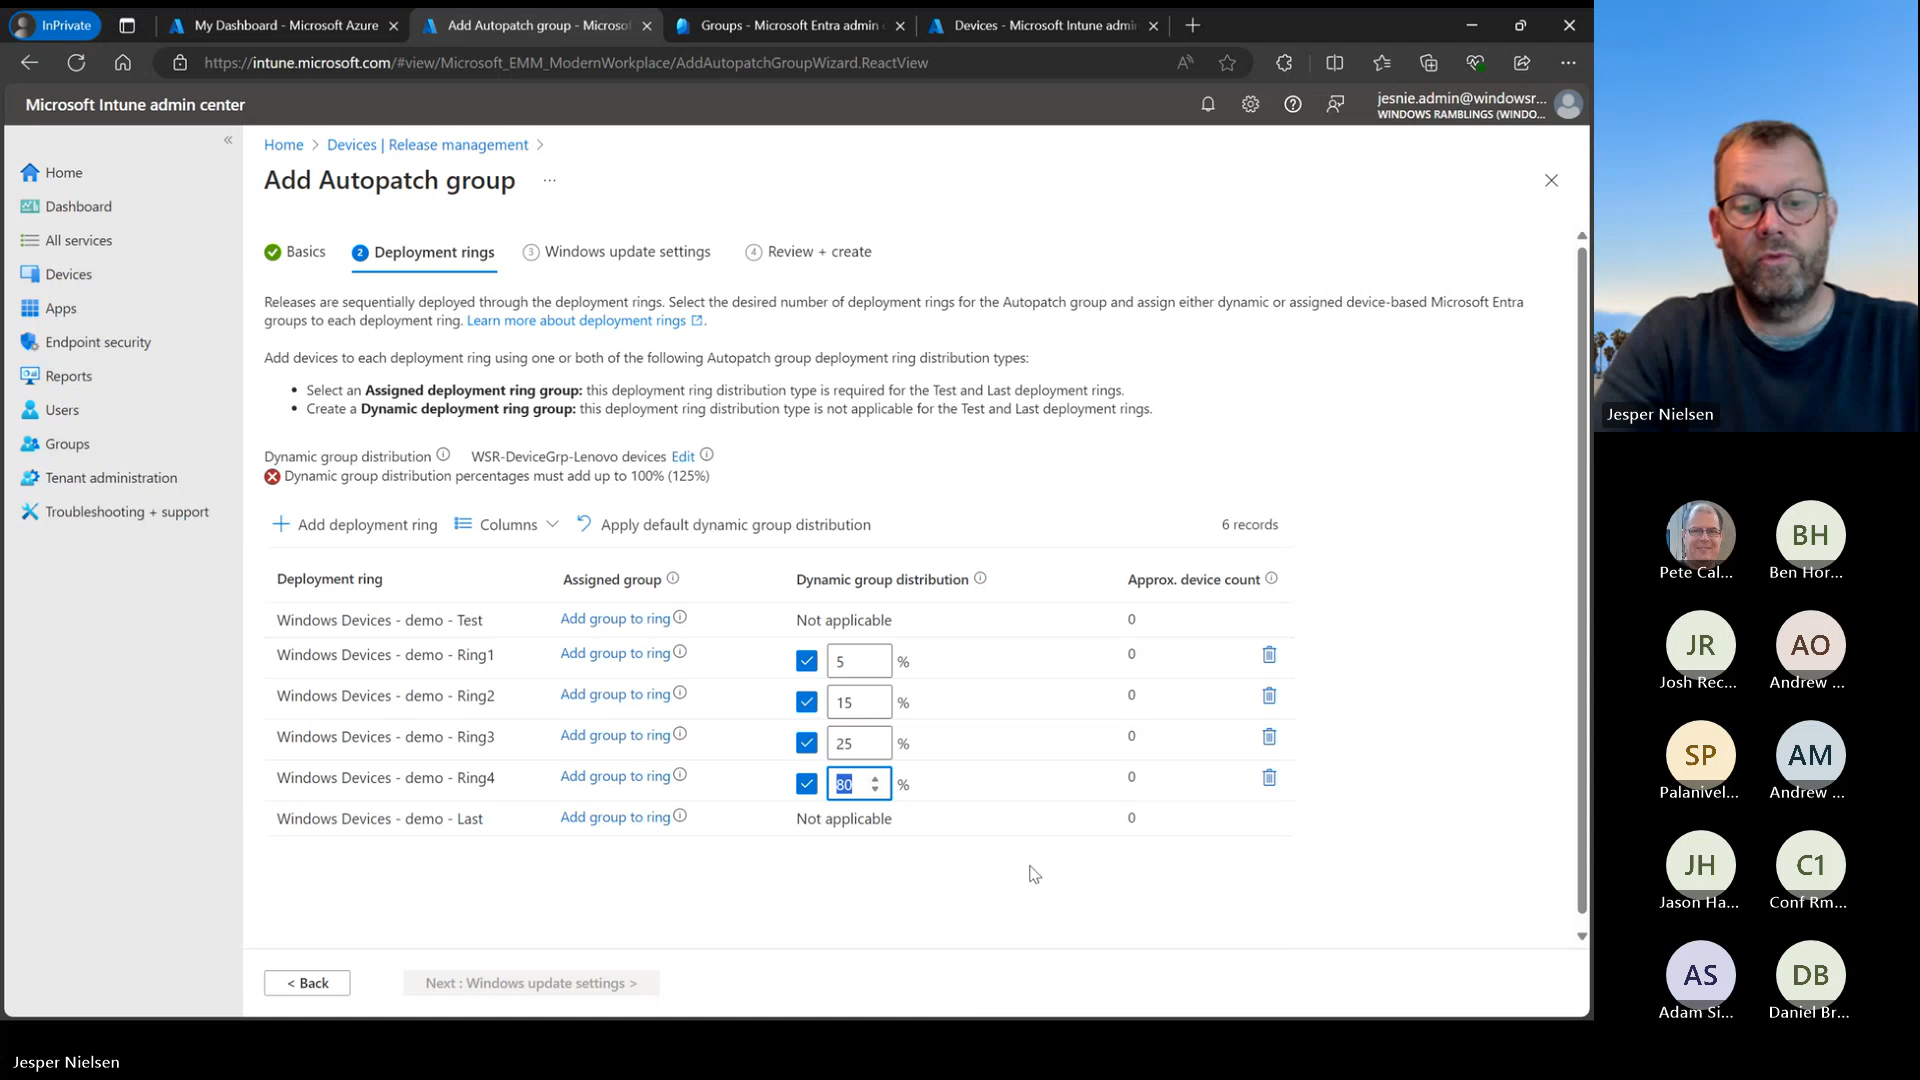 InPrivate
My Dashboard - Microsoft Azure
Add Autopatch group - Microso
Groups - Microsoft Entra admin
Devices - Microsoft Intune admi
https://intune.microsoft.com/#view/Microsoft_EMM_ModernWorkplace/AddAutopatchGroupWizard.ReactView
Microsoft Intune admin center
jesnie.admin@windowsr...
WINDOWS RAMBLINGS (WINDO...
Home
Dashboard
All services
Devices
Apps
Endpoint security
Reports
Users
Groups
Tenant administration
Troubleshooting + support
Home > Devices | Release management >
Add Autopatch group ...
Basics
2 Deployment rings
3 Windows update settings
4 Review + create
Releases are sequentially deployed through the deployment rings. Select the desired number of deployment rings for the Autopatch group and assign either dynamic or assigned device-based Microsoft Entra
groups to each deployment ring. Learn more about deployment rings.
Add devices to each deployment ring using one or both of the following Autopatch group deployment ring distribution types:
• Select an Assigned deployment ring group: this deployment ring distribution type is required for the Test and Last deployment rings.
• Create a Dynamic deployment ring group: this deployment ring distribution type is not applicable for the Test and Last deployment rings.
Dynamic group distribution WSR-DeviceGrp-Lenovo devices Edit
Dynamic group distribution percentages must add up to 100% (125%)
Add deployment ring Columns Apply default dynamic group distribution 6 records
Deployment ring Assigned group Dynamic group distribution Approx. device count
Windows Devices - demo - Test Add group to ring Not applicable 0
Windows Devices - demo - Ring1 Add group to ring 5 % 0
Windows Devices - demo - Ring2 Add group to ring 15 % 0
Windows Devices - demo - Ring3 Add group to ring 25 % 0
Windows Devices - demo - Ring4 Add group to ring 80 % 0
Windows Devices - demo - Last Add group to ring Not applicable 0
< Back
Next : Windows update settings >
Jesper Nielsen
Pete Cal...
BH
Ben Hor...
JR
Josh Rec...
AO
Andrew ...
SP
Palanivel...
AM
Andrew ...
JH
Jason Ha...
C1
Conf Rm...
AS
Adam Si...
DB
Daniel Br...
Jesper Nielsen